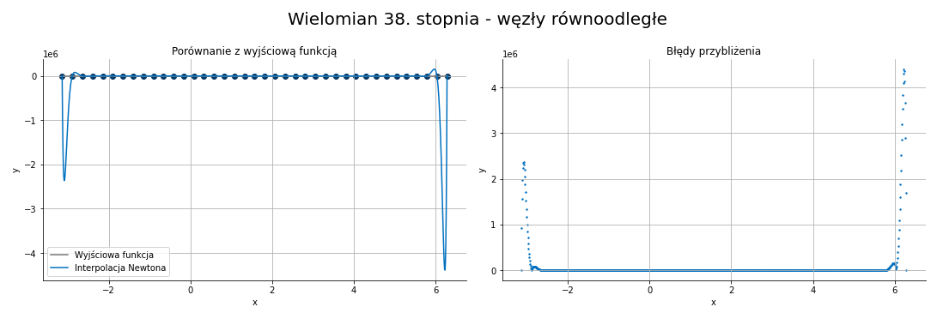 Wielomian 38. stopnia - węzły równoodległe
Porównanie z wyjściową funkcją
1e6
0
−1
−2
−3
−4
y
Wyjściowa funkcja
Interpolacja Newtona
−2
0
2
4
6
x
Błędy przybliżenia
1e6
4
3
2
1
0
y
−2
0
2
4
6
x